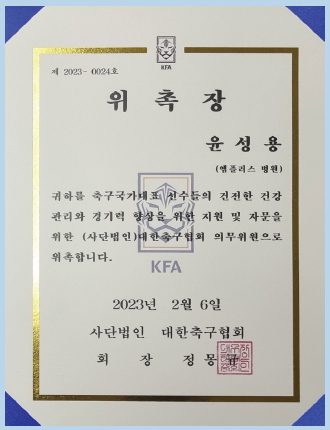 KFA
제 2023- 0024호
위 촉 장
윤 성 용
(엠플러스 병원)
귀하를 축구국가대표 선수들의 건전한 건강
관리와 경기력 향상을 위한 지원 및 자문을
위한 (사단법인)대한축구협회 의무위원으로
위촉합니다.
KFA
2023년 2월 6일
사단법인 대한축구협회
회 장 정 몽 규